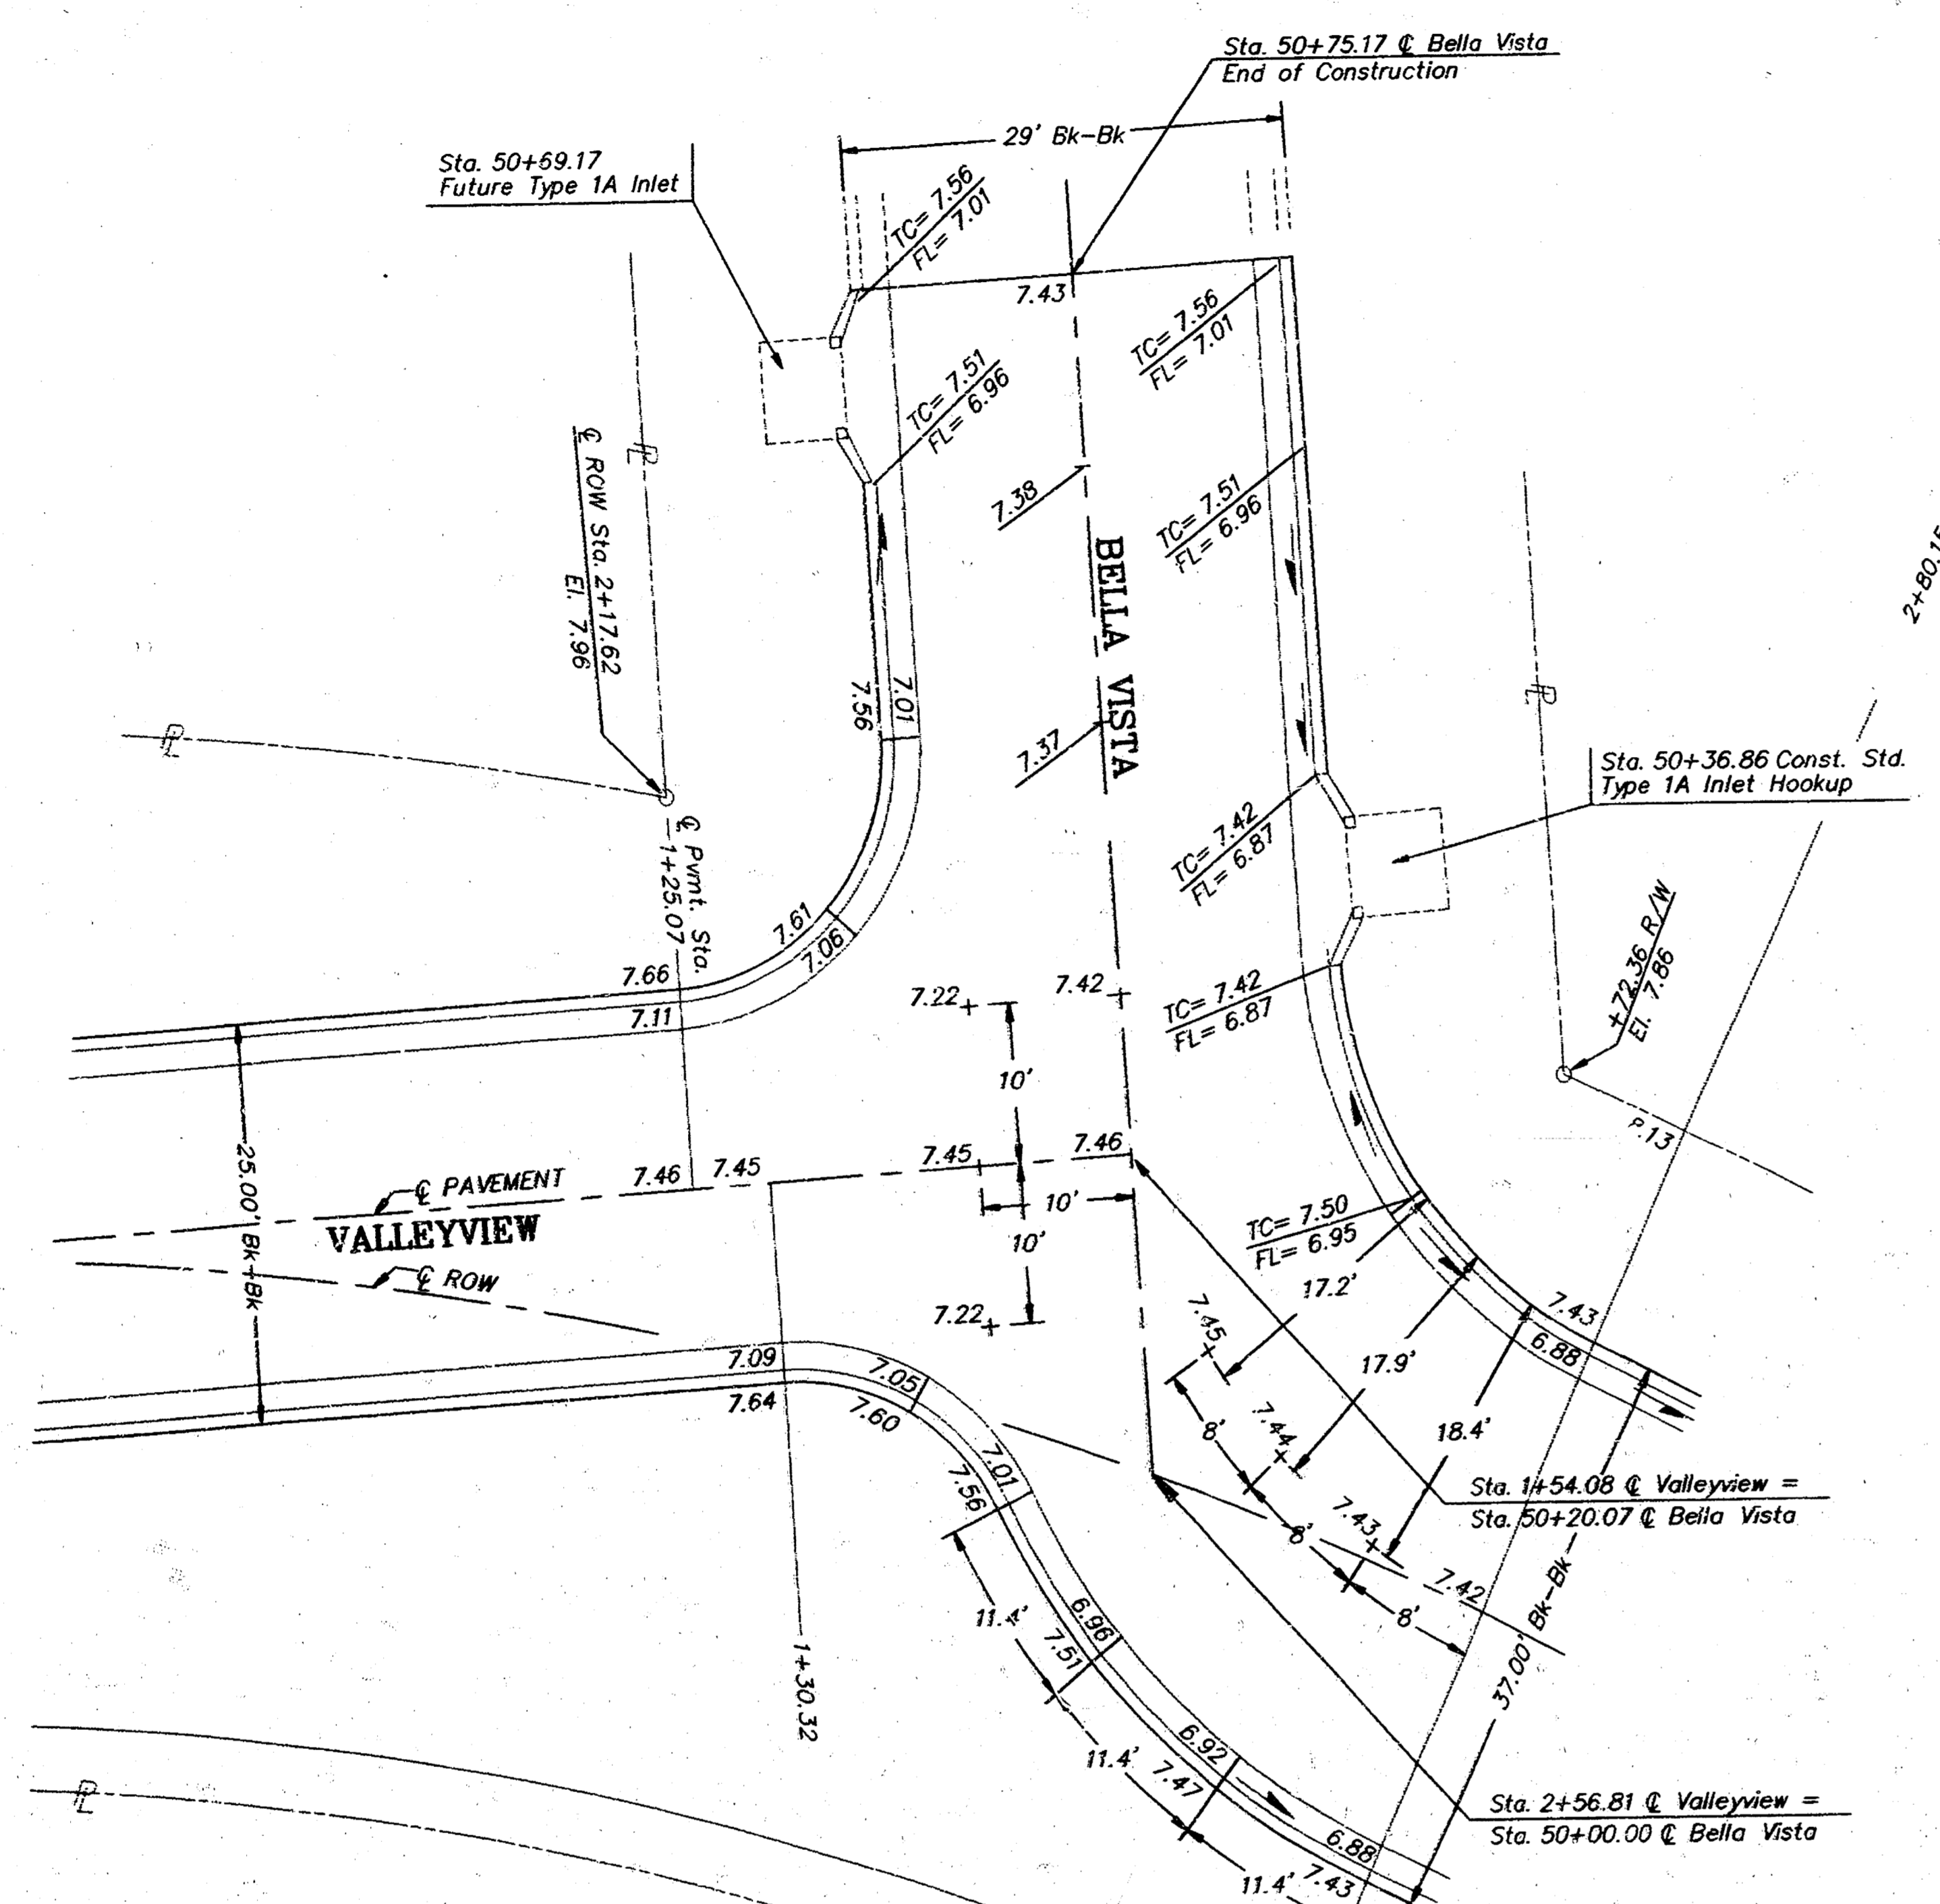 Sta. 50+75.17 ℄ Bella Vista
End of Construction
29' Bk-Bk
Sta. 50+69.17
Future Type 1A Inlet
TC= 7.56
FL= 7.01
7.43
TC= 7.56
FL= 7.01
TC= 7.51
FL= 6.96
7.38
TC= 7.51
FL= 6.96
℄ ROW Sta. 2+17.62
El. 7.96
BELLA VISTA
2+80.15
7.56
7.01
7.37
Sta. 50+36.86 Const. Std.
Type 1A Inlet Hookup
TC= 7.42
FL= 6.87
℄ Pvmt. Sta.
1+25.07
7.61
7.06
7.66
7.11
7.22
7.42
TC= 7.42
FL= 6.87
+72.36 R/W
El. 7.86
10'
P.13
25.00' Bk-Bk
℄ PAVEMENT
7.46
7.45
7.45
7.46
VALLEYVIEW
10'
10'
℄ ROW
TC= 7.50
FL= 6.95
17.2'
7.22
7.45
7.43
6.88
17.9'
7.09
7.64
7.05
7.60
8'
7.44
18.4'
7.01
7.56
Sta. 1+54.08 ℄ Valleyview =
Sta. 50+20.07 ℄ Bella Vista
8'
7.43
7.42
8'
37.00' Bk-Bk
11.4'
6.96
7.51
1+30.32
11.4'
6.92
7.47
Sta. 2+56.81 ℄ Valleyview =
Sta. 50+00.00 ℄ Bella Vista
6.88
7.43
11.4'